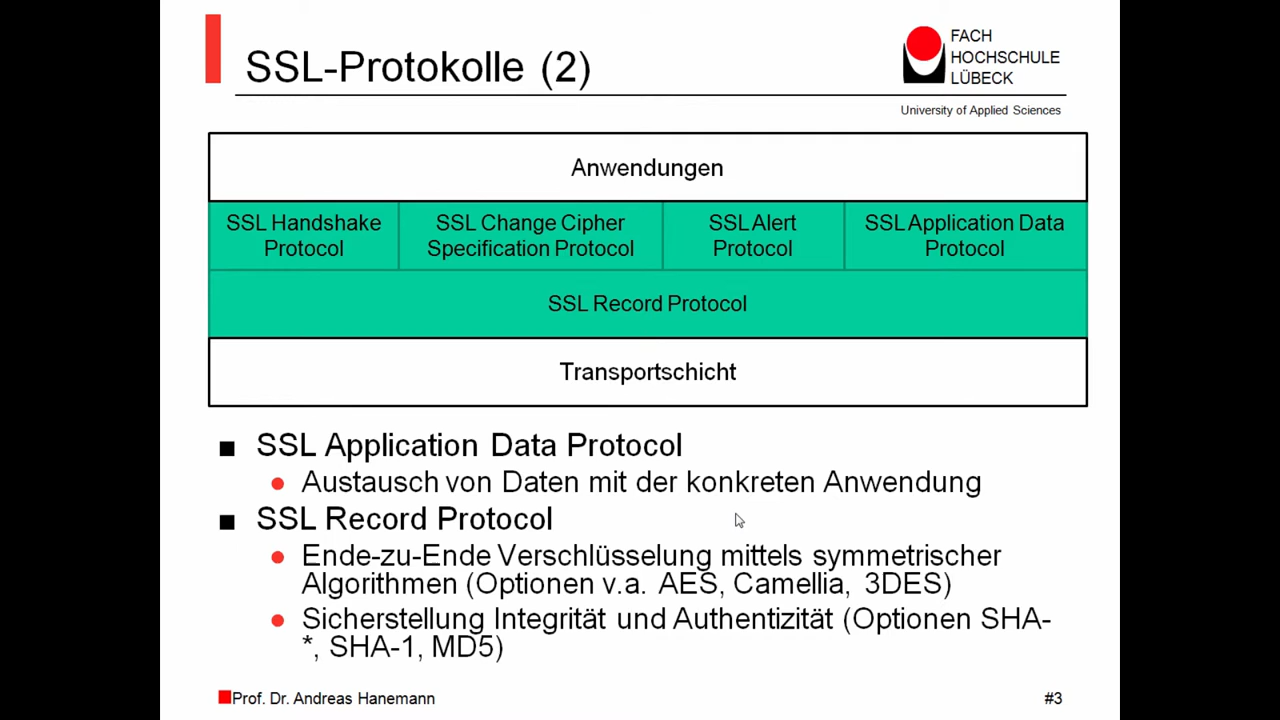 SSL-Protokolle (2)
FACH
HOCHSCHULE
LÜBECK
University of Applied Sciences
Anwendungen
SSL Handshake
Protocol
SSL Change Cipher
Specification Protocol
SSL Alert
Protocol
SSL Application Data
Protocol
SSL Record Protocol
Transportschicht
SSL Application Data Protocol
Austausch von Daten mit der konkreten Anwendung
SSL Record Protocol
Ende-zu-Ende Verschlüsselung mittels symmetrischer
Algorithmen (Optionen v.a. AES, Camellia, 3DES)
Sicherstellung Integrität und Authentizität (Optionen SHA-
*, SHA-1, MD5)
Prof. Dr. Andreas Hanemann
#3